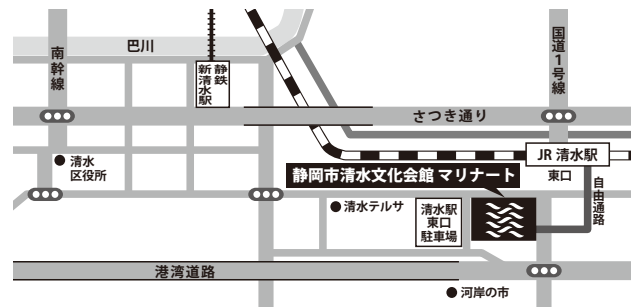 巴川
南幹線
静鉄
新清水駅
国道1号線
さつき通り
JR 清水駅
東口
清水
区役所
静岡市清水文化会館 マリナート
自由通路
清水テルサ
清水駅
東口
駐車場
港湾道路
河岸の市